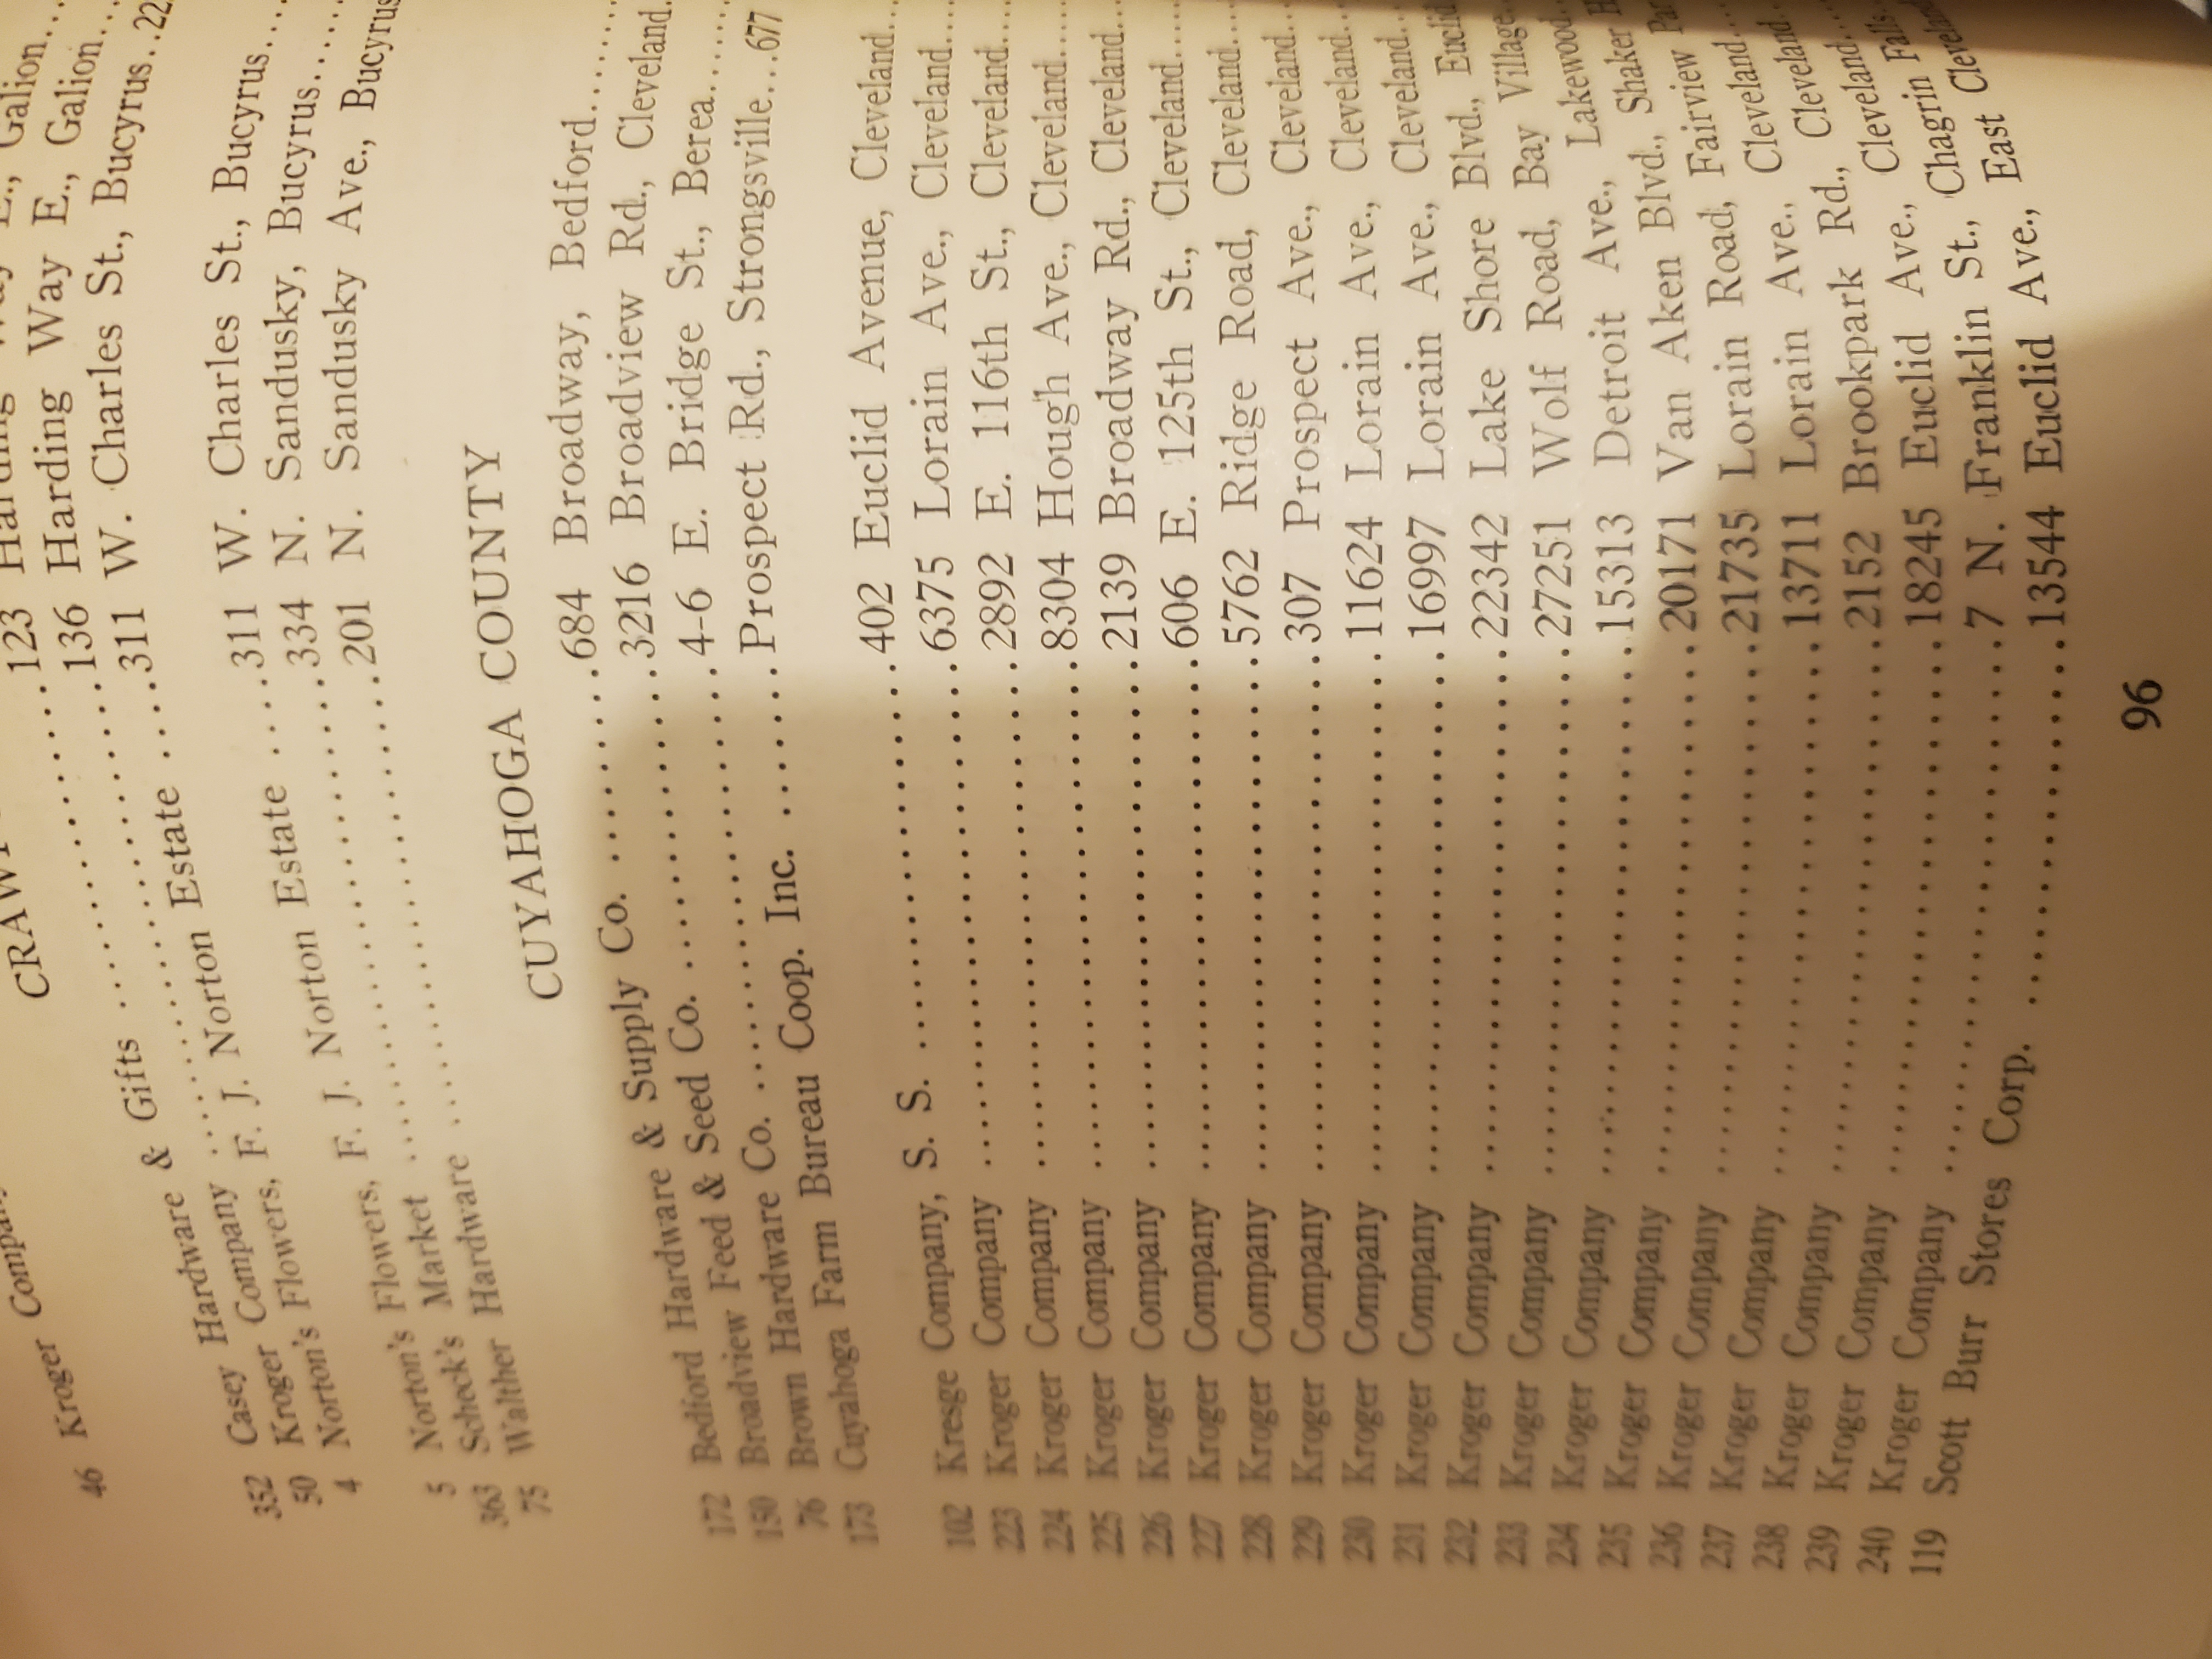 CRAW
46 Kroger Company
352 Casey Hardware & Gifts ..........123 Harding Way E., Galion...
50 Kroger Company ..........136 Harding Way E., Galion...
4 Norton's Flowers, F. J. Norton Estate ....311 W. Charles St., Bucyrus..22
5 Norton's Flowers, F. J. Norton Estate ....311 W. Charles St., Bucyrus....
363 Scheck's Market ..........334 N. Sandusky, Bucyrus......
75 Walther Hardware ..........201 N. Sandusky Ave., Bucyrus
CUYAHOGA COUNTY
172 Bedford Hardware & Supply Co. ..........684 Broadway, Bedford.......
150 Broadview Feed & Seed Co. ..........3216 Broadview Rd., Cleveland.
76 Brown Hardware Co. ..........4-6 E. Bridge St., Berea......
173 Cuyahoga Farm Bureau Coop. Inc. .......Prospect Rd., Strongsville...677
102 Kresge Company, S. S. ..........402 Euclid Avenue, Cleveland...
223 Kroger Company ..........6375 Lorain Ave., Cleveland....
224 Kroger Company ..........2892 E. 116th St., Cleveland....
225 Kroger Company ..........8304 Hough Ave., Cleveland.....
226 Kroger Company ..........2139 Broadway Rd., Cleveland...
227 Kroger Company ..........606 E. 125th St., Cleveland.....
228 Kroger Company ..........5762 Ridge Road, Cleveland....
229 Kroger Company ..........307 Prospect Ave., Cleveland...
230 Kroger Company ..........11624 Lorain Ave., Cleveland...
231 Kroger Company ..........16997 Lorain Ave., Cleveland...
232 Kroger Company ..........22342 Lake Shore Blvd., Euclid
233 Kroger Company ..........27251 Wolf Road, Bay Village..
234 Kroger Company ..........15313 Detroit Ave., Lakewood..
235 Kroger Company ..........20171 Van Aken Blvd., Shaker H
236 Kroger Company ..........21735 Lorain Road, Fairview Par
237 Kroger Company ..........13711 Lorain Ave., Cleveland...
238 Kroger Company ..........2152 Brookpark Rd., Cleveland..
239 Kroger Company ..........18245 Euclid Ave., Cleveland....
240 Kroger Company ..........7 N. Franklin St., Chagrin Falls.
119 Scott Burr Stores Corp. ..........13544 Euclid Ave., East Cleveland
96